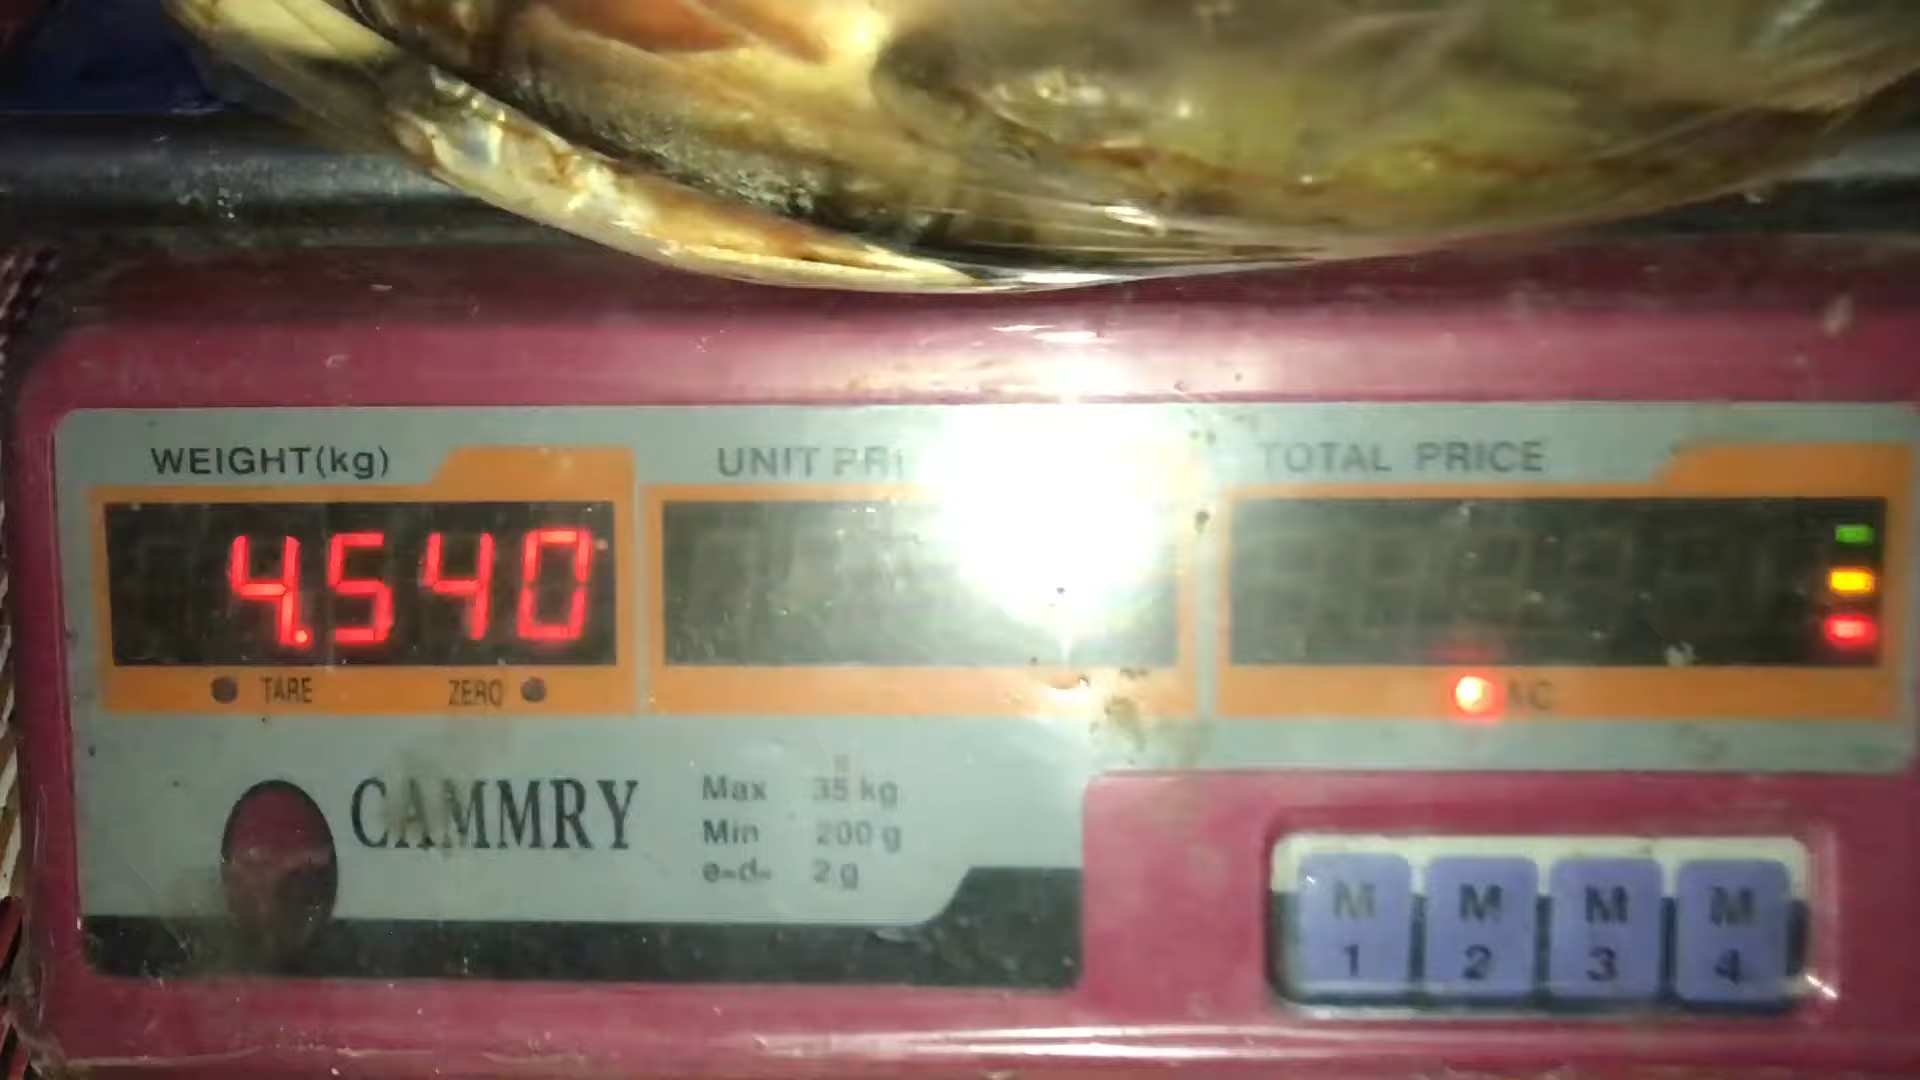 WEIGHT(kg) UNIT PRI TOTAL PRICE
4.540
TARE ZERO
CAMMRY
Max 35 kg
Min 200 g
e=d= 2 g
M M M M
1 2 3 4